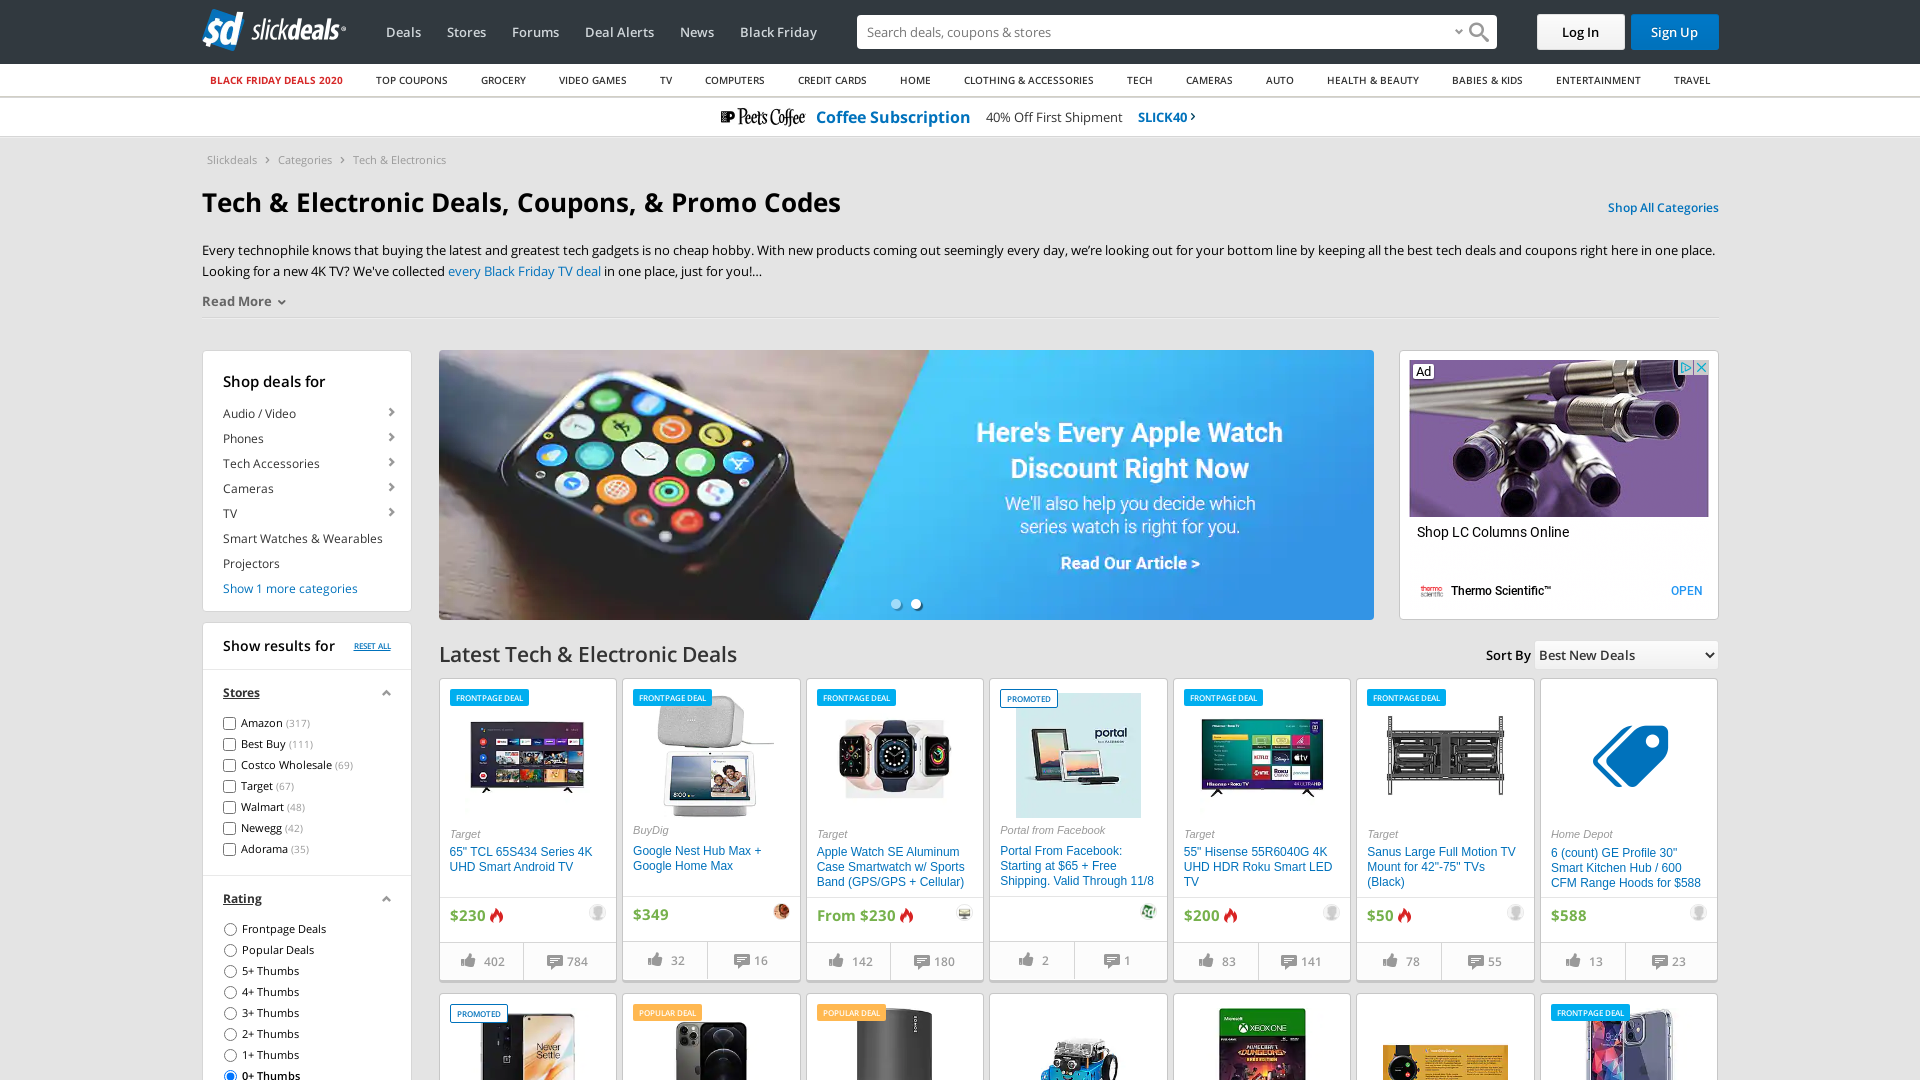 slickdeals
Deals
Stores
Forums
Deal Alerts
News
Black Friday
Search deals, coupons & stores
Log In
Sign Up
BLACK FRIDAY DEALS 2020
TOP COUPONS
GROCERY
VIDEO GAMES
TV
COMPUTERS
CREDIT CARDS
HOME
CLOTHING & ACCESSORIES
TECH
CAMERAS
AUTO
HEALTH & BEAUTY
BABIES & KIDS
ENTERTAINMENT
TRAVEL
Peet's Coffee Coffee Subscription 40% Off First Shipment SLICK40
Slickdeals > Categories > Tech & Electronics
Tech & Electronic Deals, Coupons, & Promo Codes
Shop All Categories
Every technophile knows that buying the latest and greatest tech gadgets is no cheap hobby. With new products coming out seemingly every day, we’re looking out for your bottom line by keeping all the best tech deals and coupons right here in one place.
Looking for a new 4K TV? We've collected every Black Friday TV deal in one place, just for you!...
Read More
Shop deals for
Audio / Video
Phones
Tech Accessories
Cameras
TV
Smart Watches & Wearables
Projectors
Show 1 more categories
Show results for
RESET ALL
Stores
Amazon (317)
Best Buy (111)
Costco Wholesale (69)
Target (67)
Walmart (48)
Newegg (42)
Adorama (35)
Rating
Frontpage Deals
Popular Deals
5+ Thumbs
4+ Thumbs
3+ Thumbs
2+ Thumbs
1+ Thumbs
0+ Thumbs
Here's Every Apple Watch
Discount Right Now
We'll also help you decide which
series watch is right for you.
Read Our Article >
Ad
Shop LC Columns Online
thermo
scientific
Thermo Scientific™
OPEN
Latest Tech & Electronic Deals
Sort By
Best New Deals
FRONTPAGE DEAL
Target
65" TCL 65S434 Series 4K
UHD Smart Android TV
$230
402
784
FRONTPAGE DEAL
BuyDig
Google Nest Hub Max +
Google Home Max
$349
32
16
FRONTPAGE DEAL
Target
Apple Watch SE Aluminum
Case Smartwatch w/ Sports
Band (GPS/GPS + Cellular)
From $230
142
180
PROMOTED
portal
Portal from Facebook
Portal From Facebook:
Starting at $65 + Free
Shipping. Valid Through 11/8
2
1
FRONTPAGE DEAL
Target
55" Hisense 55R6040G 4K
UHD HDR Roku Smart LED
TV
$200
83
141
FRONTPAGE DEAL
Target
Sanus Large Full Motion TV
Mount for 42"-75" TVs
(Black)
$50
78
55
Home Depot
6 (count) GE Profile 30"
Smart Kitchen Hub / 600
CFM Range Hoods for $588
$588
13
23
PROMOTED
Never
Settle
POPULAR DEAL
POPULAR DEAL
SONOS
XBOX ONE
MINECRAFT
DUNGEONS
FRONTPAGE DEAL